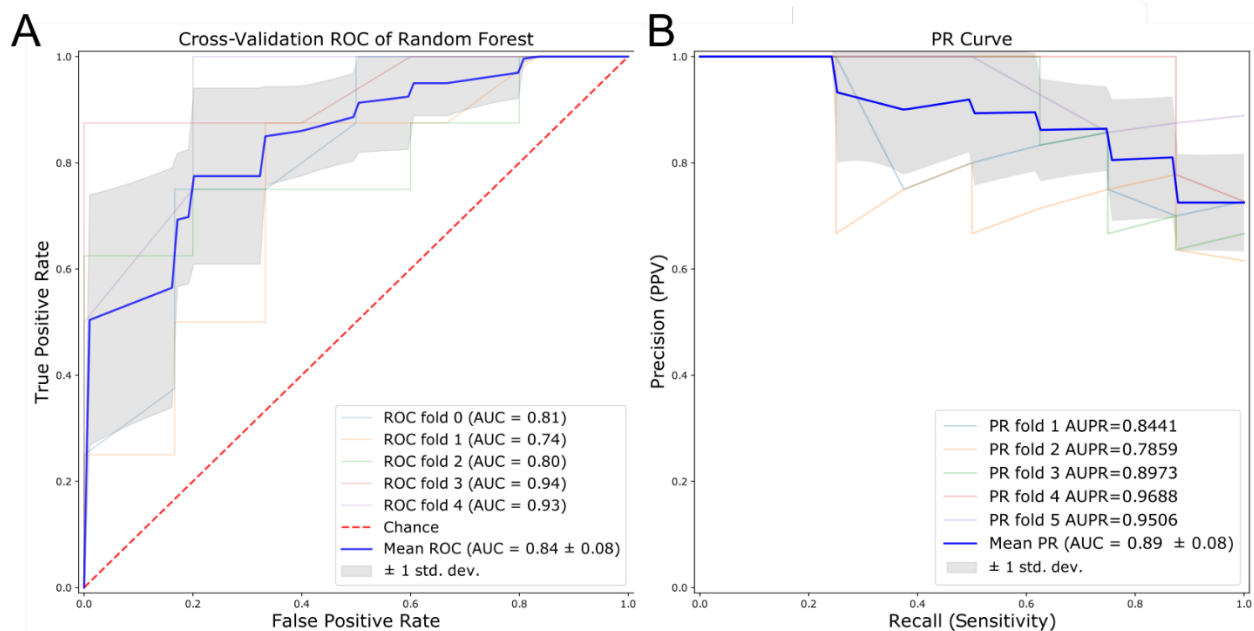 A
Cross-Validation ROC of Random Forest
1.0
0.8
0.6
0.4
0.2
0.0
True Positive Rate
0.0 0.2 0.4 0.6 0.8 1.0
False Positive Rate
ROC fold 0 (AUC = 0.81)
ROC fold 1 (AUC = 0.74)
ROC fold 2 (AUC = 0.80)
ROC fold 3 (AUC = 0.94)
ROC fold 4 (AUC = 0.93)
Chance
Mean ROC (AUC = 0.84 ± 0.08)
± 1 std. dev.
B
PR Curve
1.0
0.8
0.6
0.4
0.2
0.0
Precision (PPV)
0.0 0.2 0.4 0.6 0.8 1.0
Recall (Sensitivity)
PR fold 1 AUPR=0.8441
PR fold 2 AUPR=0.7859
PR fold 3 AUPR=0.8973
PR fold 4 AUPR=0.9688
PR fold 5 AUPR=0.9506
Mean PR (AUC = 0.89 ± 0.08)
± 1 std. dev.